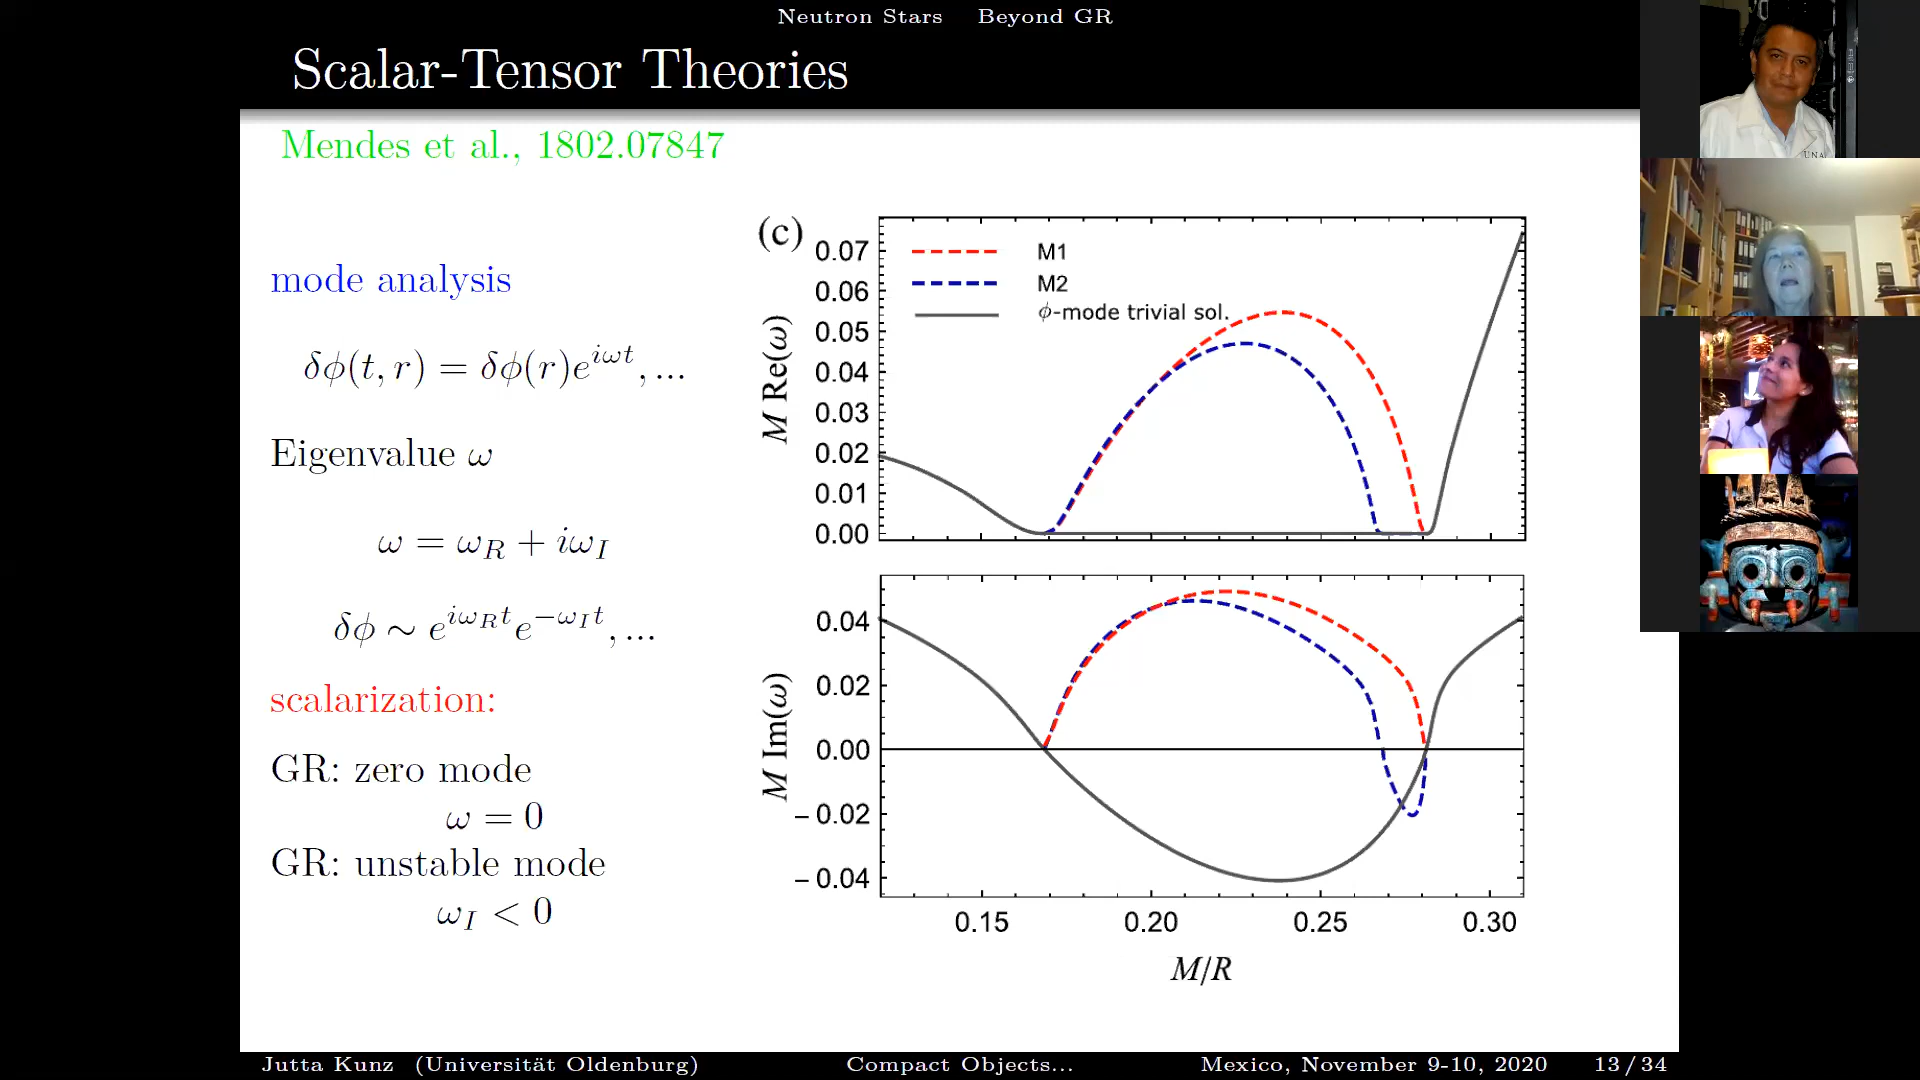 Neutron Stars Beyond GR
Scalar-Tensor Theories
Mendes et al., 1802.07847
mode analysis
δϕ(t, r) = δϕ(r)e^{iωt}, ...
Eigenvalue ω
ω = ω_R + iω_I
δϕ ∼ e^{iω_R t}e^{−ω_I t}, ...
scalarization:
GR: zero mode
ω = 0
GR: unstable mode
ω_I < 0
(c)
M Re(ω)
0.07
0.06
0.05
0.04
0.03
0.02
0.01
0.00
M1
M2
ϕ-mode trivial sol.
M Im(ω)
0.04
0.02
0.00
−0.02
−0.04
0.15 0.20 0.25 0.30
M/R
UNA
Jutta Kunz (Universität Oldenburg) Compact Objects... Mexico, November 9-10, 2020 13 / 34